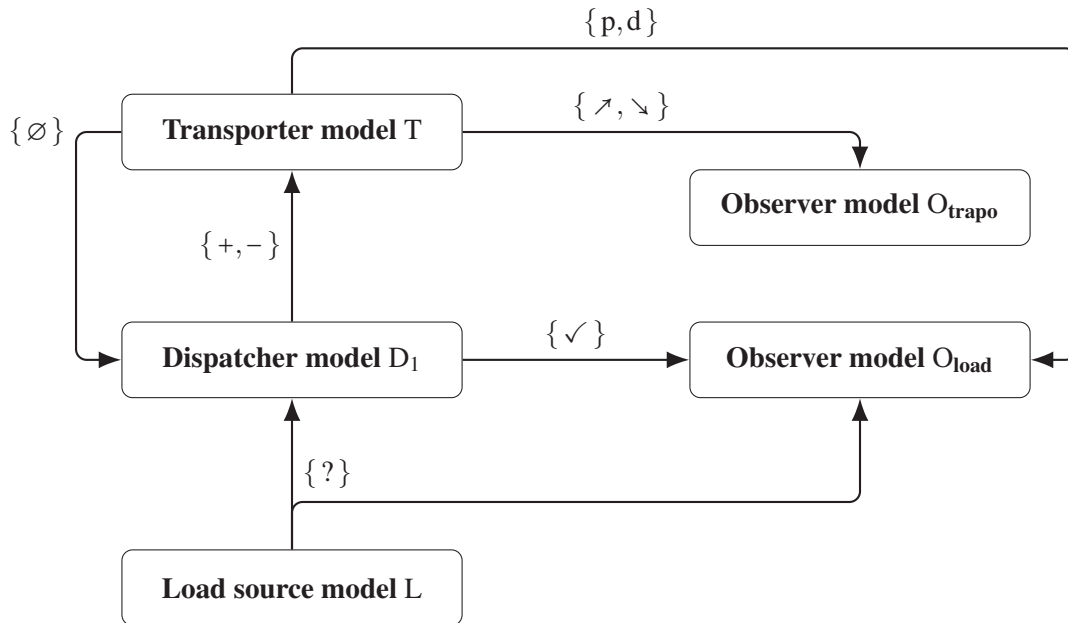 {p,d}
{∅}
Transporter model T
{↗,↘}
Observer model O_trapo
{+,−}
Dispatcher model D₁
{✓}
Observer model O_load
{?}
Load source model L